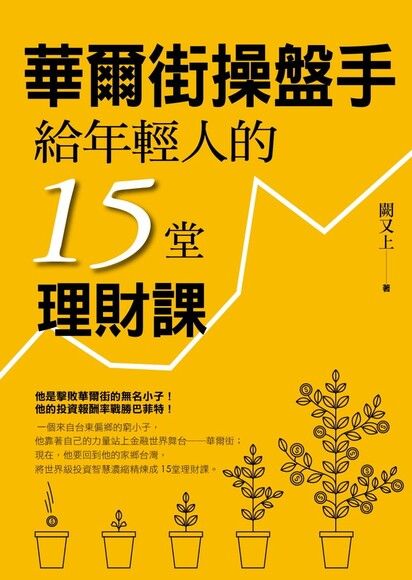 華爾街操盤手
給年輕人的
15堂
理財課
闕又上——著
他是擊敗華爾街的無名小子！
他的投資報酬率戰勝巴菲特！
一個來自台東偏鄉的窮小子，
他靠著自己的力量站上金融世界舞台——華爾街；
現在，他要回到他的家鄉台灣，
將世界級投資智慧濃縮精煉成15堂理財課。